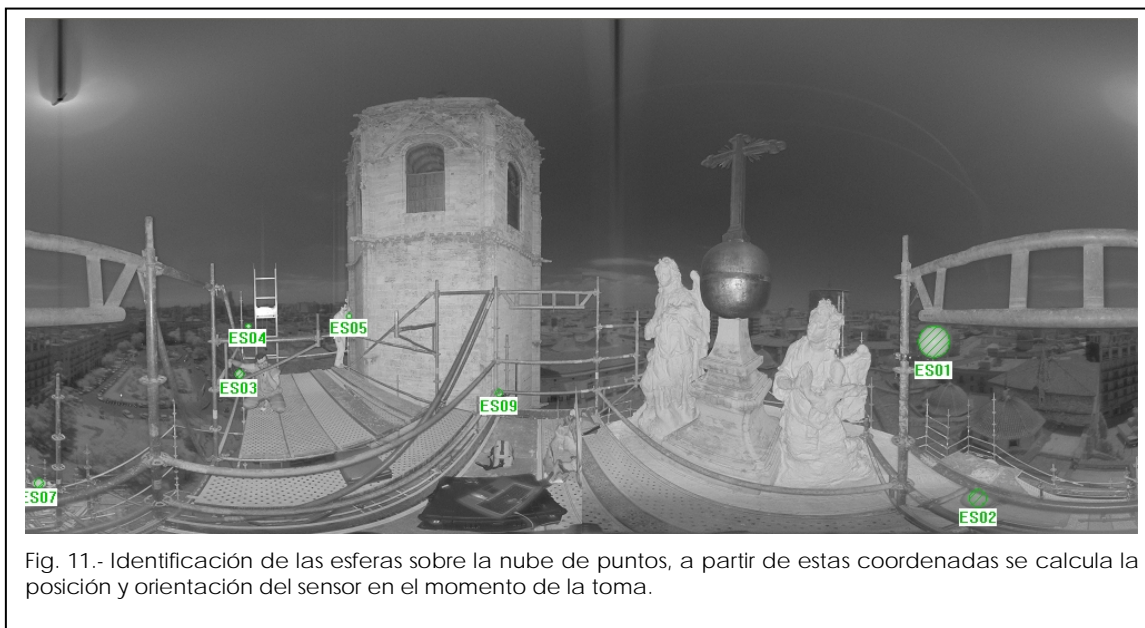 ES05
ES04
ES01
ES03
ES09
ES07
ES02
Fig. 11.- Identificación de las esferas sobre la nube de puntos, a partir de estas coordenadas se calcula la
posición y orientación del sensor en el momento de la toma.